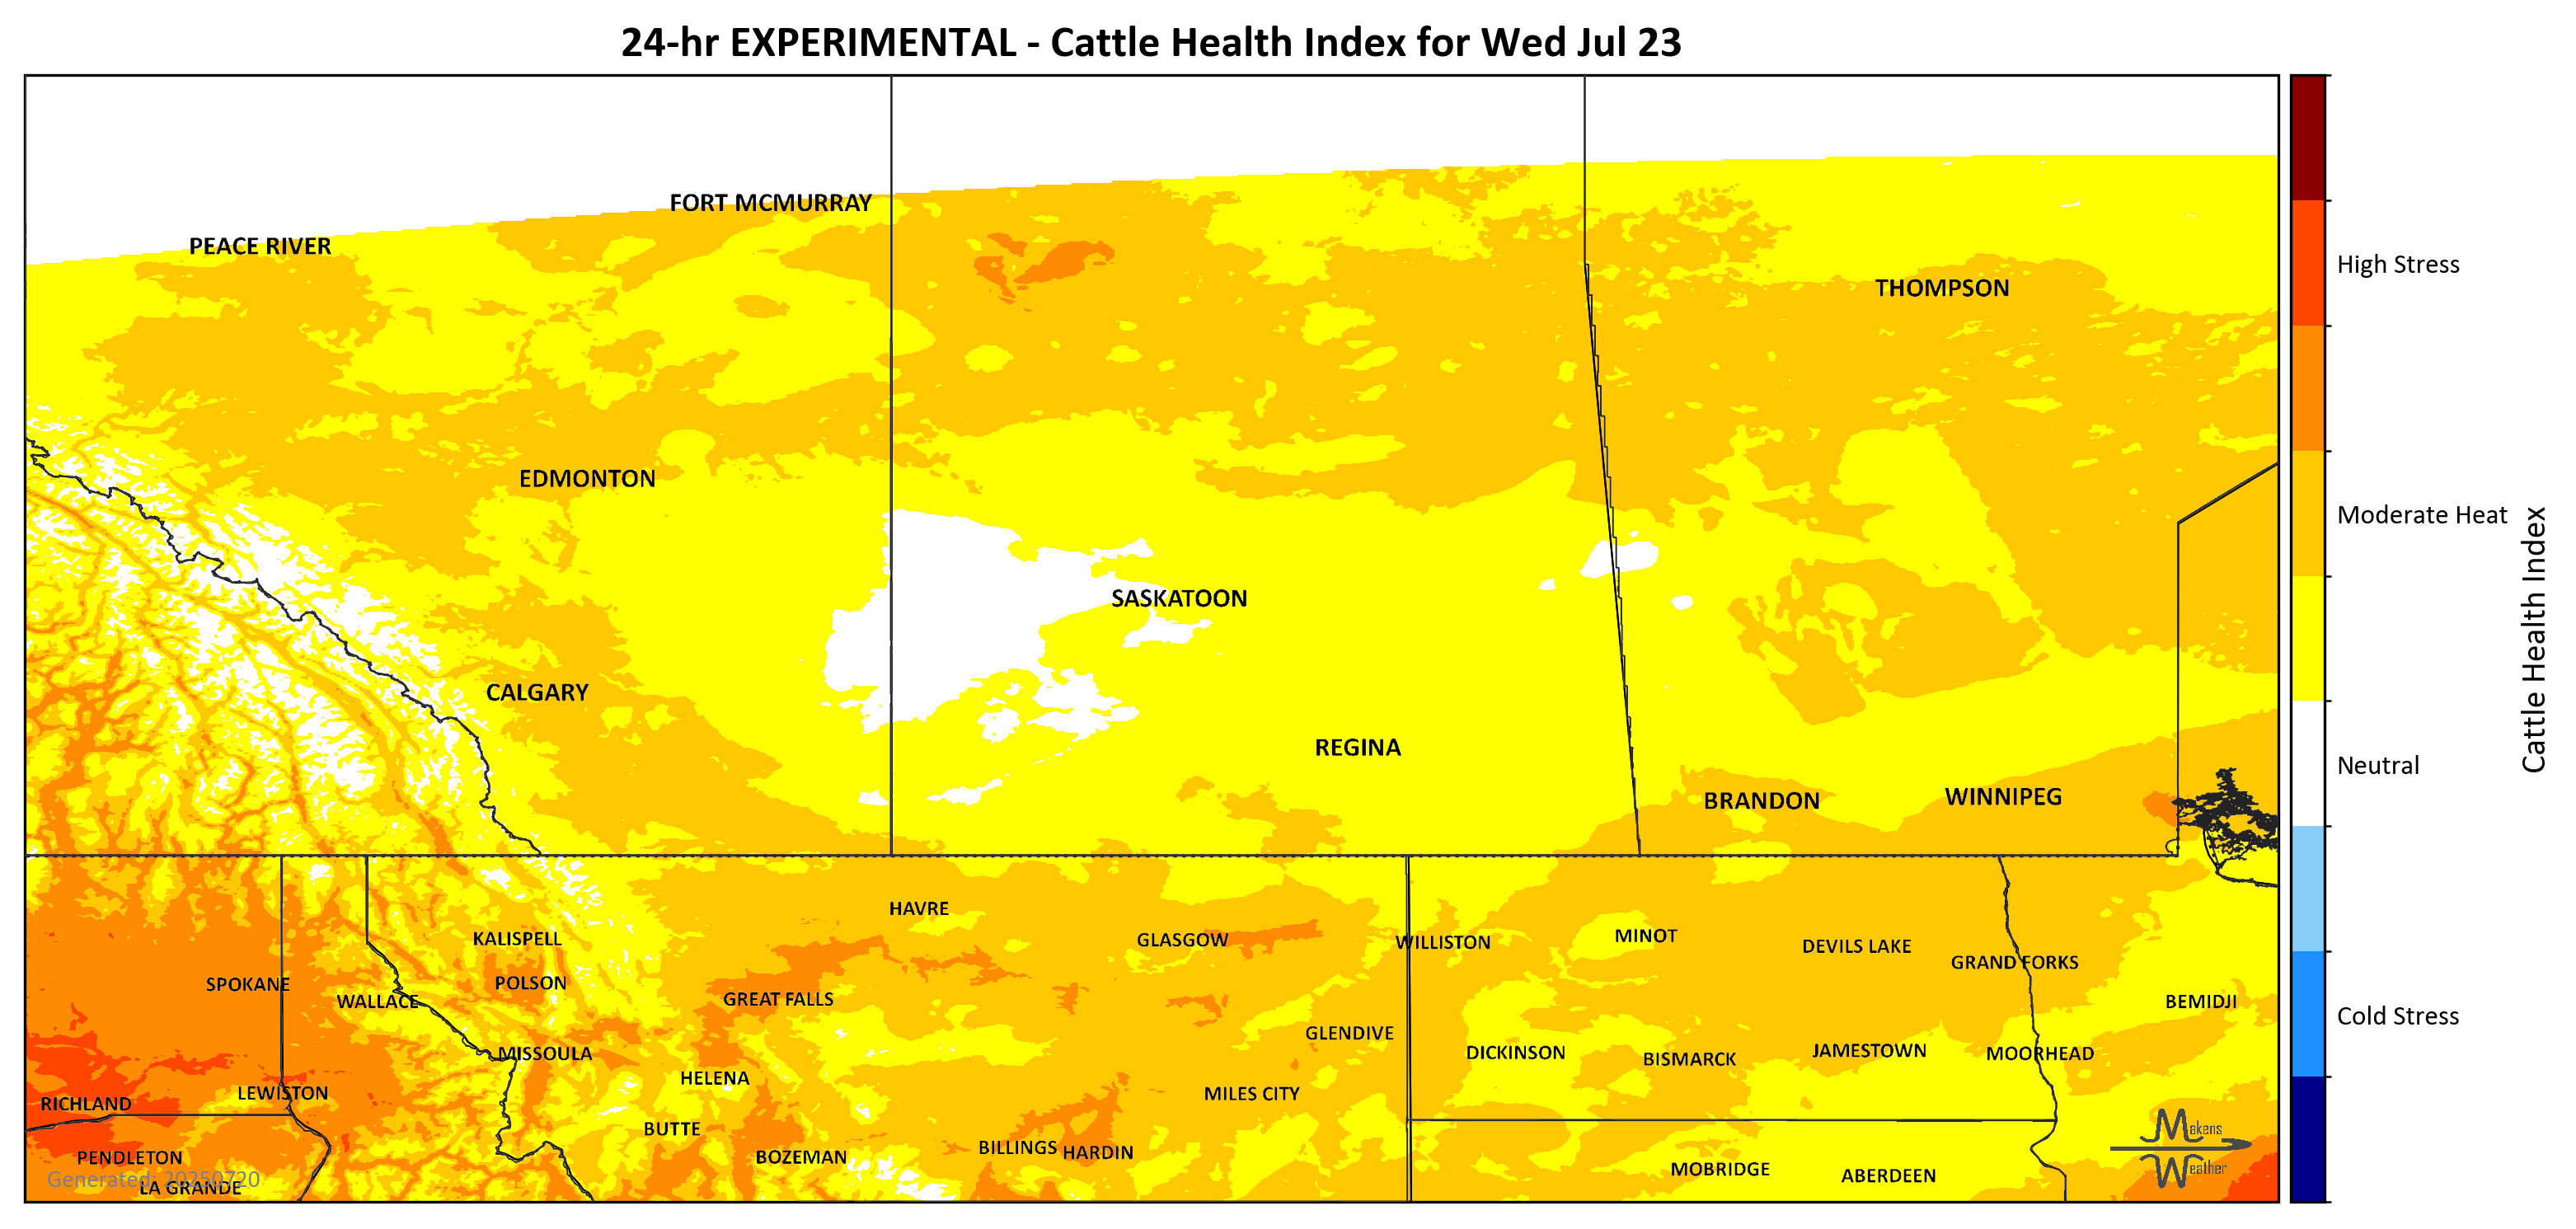 24-hr EXPERIMENTAL - Cattle Health Index for Wed Jul 23
FORT MCMURRAY
PEACE RIVER
High Stress
THOMPSON
EDMONTON
Moderate Heat
SASKATOON
Cattle Health Index
CALGARY
REGINA
Neutral
BRANDON
WINNIPEG
HAVRE
KALISPELL
GLASGOW
WILLISTON
MINOT
DEVILS LAKE
GRAND FORKS
SPOKANE
POLSON
WALLACE
GREAT FALLS
BEMIDJI
Cold Stress
GLENDIVE
MISSOULA
DICKINSON
BISMARCK
JAMESTOWN
MOORHEAD
HELENA
LEWISTON
MILES CITY
RICHLAND
BUTTE
Makens
Weather
BILLINGS
HARDIN
PENDLETON
BOZEMAN
MOBRIDGE
ABERDEEN
Generated: 20250720
LA GRANDE